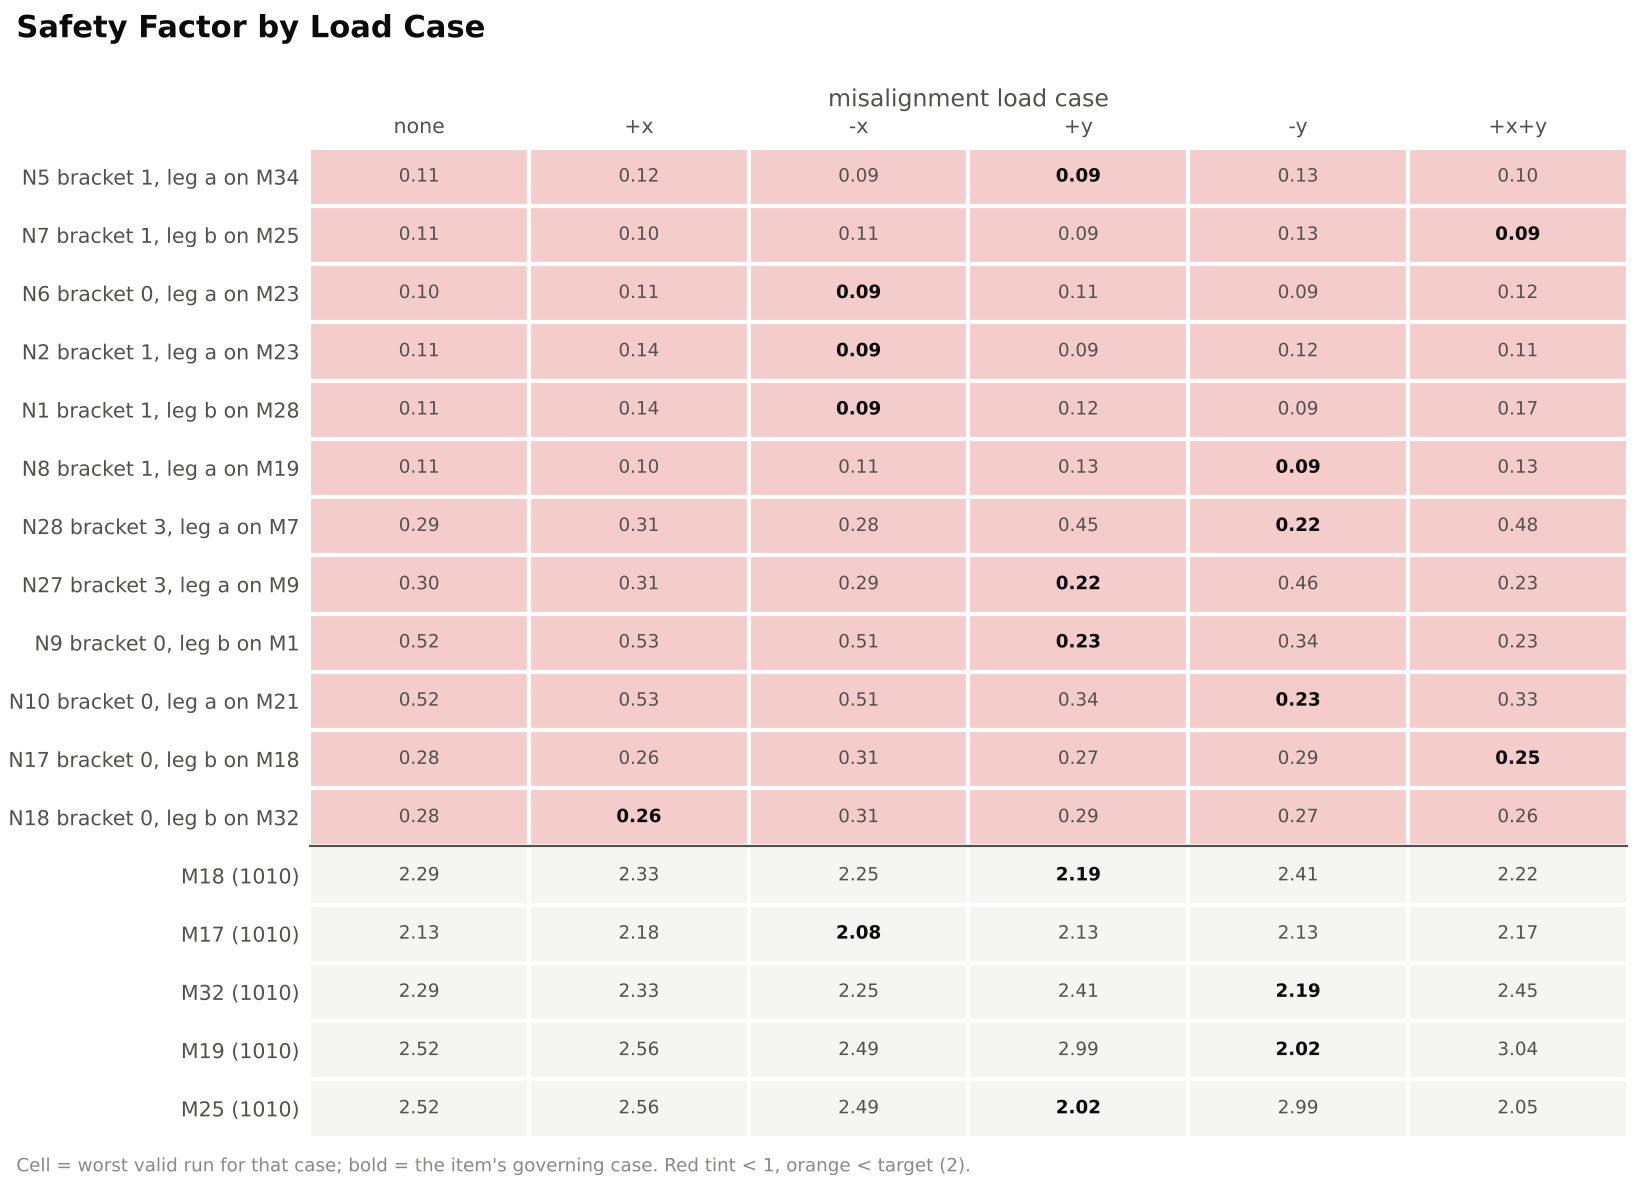 Safety Factor by Load Case
misalignment load case
none +x -x +y -y +x+y
N5 bracket 1, leg a on M34 0.11 0.12 0.09 0.09 0.13 0.10
N7 bracket 1, leg b on M25 0.11 0.10 0.11 0.09 0.13 0.09
N6 bracket 0, leg a on M23 0.10 0.11 0.09 0.11 0.09 0.12
N2 bracket 1, leg a on M23 0.11 0.14 0.09 0.09 0.12 0.11
N1 bracket 1, leg b on M28 0.11 0.14 0.09 0.12 0.09 0.17
N8 bracket 1, leg a on M19 0.11 0.10 0.11 0.13 0.09 0.13
N28 bracket 3, leg a on M7 0.29 0.31 0.28 0.45 0.22 0.48
N27 bracket 3, leg a on M9 0.30 0.31 0.29 0.22 0.46 0.23
N9 bracket 0, leg b on M1 0.52 0.53 0.51 0.23 0.34 0.23
N10 bracket 0, leg a on M21 0.52 0.53 0.51 0.34 0.23 0.33
N17 bracket 0, leg b on M18 0.28 0.26 0.31 0.27 0.29 0.25
N18 bracket 0, leg b on M32 0.28 0.26 0.31 0.29 0.27 0.26
M18 (1010) 2.29 2.33 2.25 2.19 2.41 2.22
M17 (1010) 2.13 2.18 2.08 2.13 2.13 2.17
M32 (1010) 2.29 2.33 2.25 2.41 2.19 2.45
M19 (1010) 2.52 2.56 2.49 2.99 2.02 3.04
M25 (1010) 2.52 2.56 2.49 2.02 2.99 2.05
Cell = worst valid run for that case; bold = the item's governing case. Red tint < 1, orange < target (2).